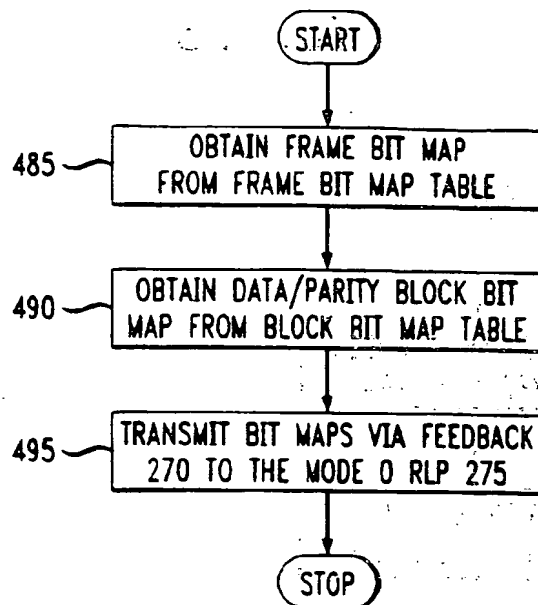 START
485
OBTAIN FRAME BIT MAP
FROM FRAME BIT MAP TABLE
490
OBTAIN DATA/PARITY BLOCK BIT
MAP FROM BLOCK BIT MAP TABLE
495
TRANSMIT BIT MAPS VIA FEEDBACK
270 TO THE MODE 0 RLP 275
STOP